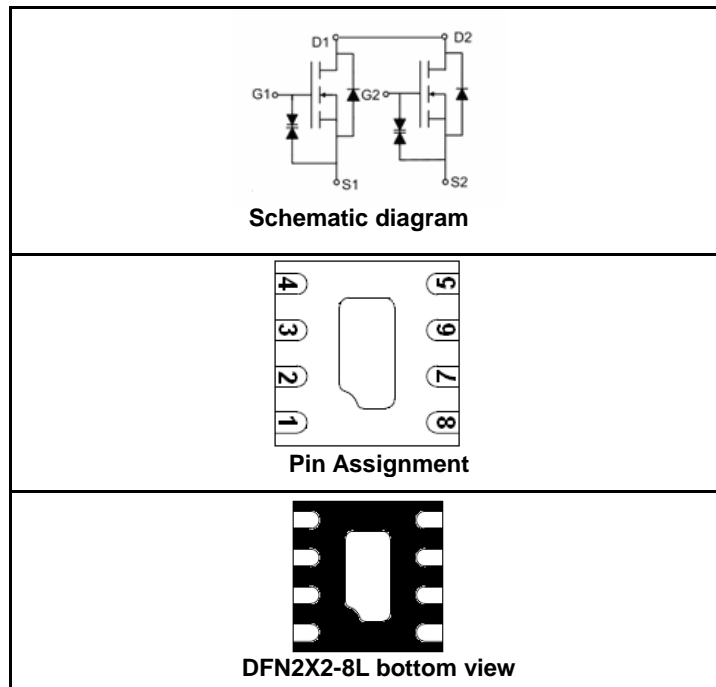 D1 D2
G1 G2
S1 S2
Schematic diagram
4 5
3 6
2 7
1 8
Pin Assignment
DFN2X2-8L bottom view